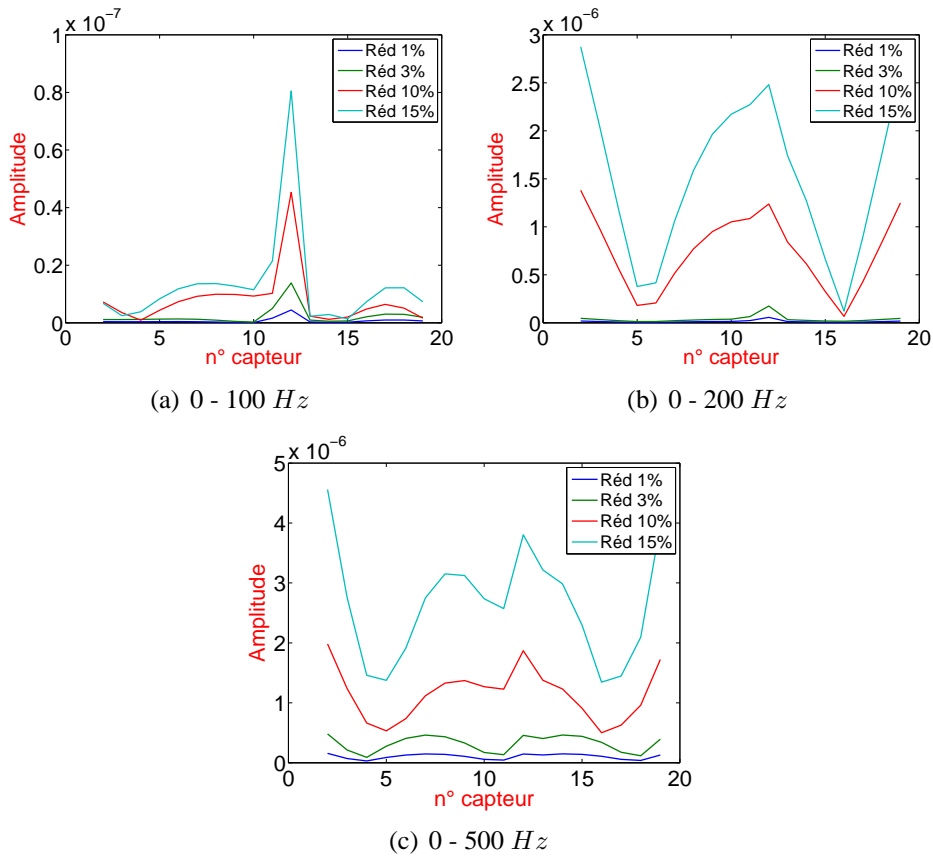 x 10⁻⁷
1
0.8
0.6
0.4
0.2
0
0
5
10
15
20
Amplitude
n° capteur
Réd 1%
Réd 3%
Réd 10%
Réd 15%
(a) 0 - 100 Hz
x 10⁻⁶
3
2.5
2
1.5
1
0.5
0
0
5
10
15
20
Amplitude
n° capteur
Réd 1%
Réd 3%
Réd 10%
Réd 15%
(b) 0 - 200 Hz
x 10⁻⁶
5
4
3
2
1
0
0
5
10
15
20
Amplitude
n° capteur
Réd 1%
Réd 3%
Réd 10%
Réd 15%
(c) 0 - 500 Hz